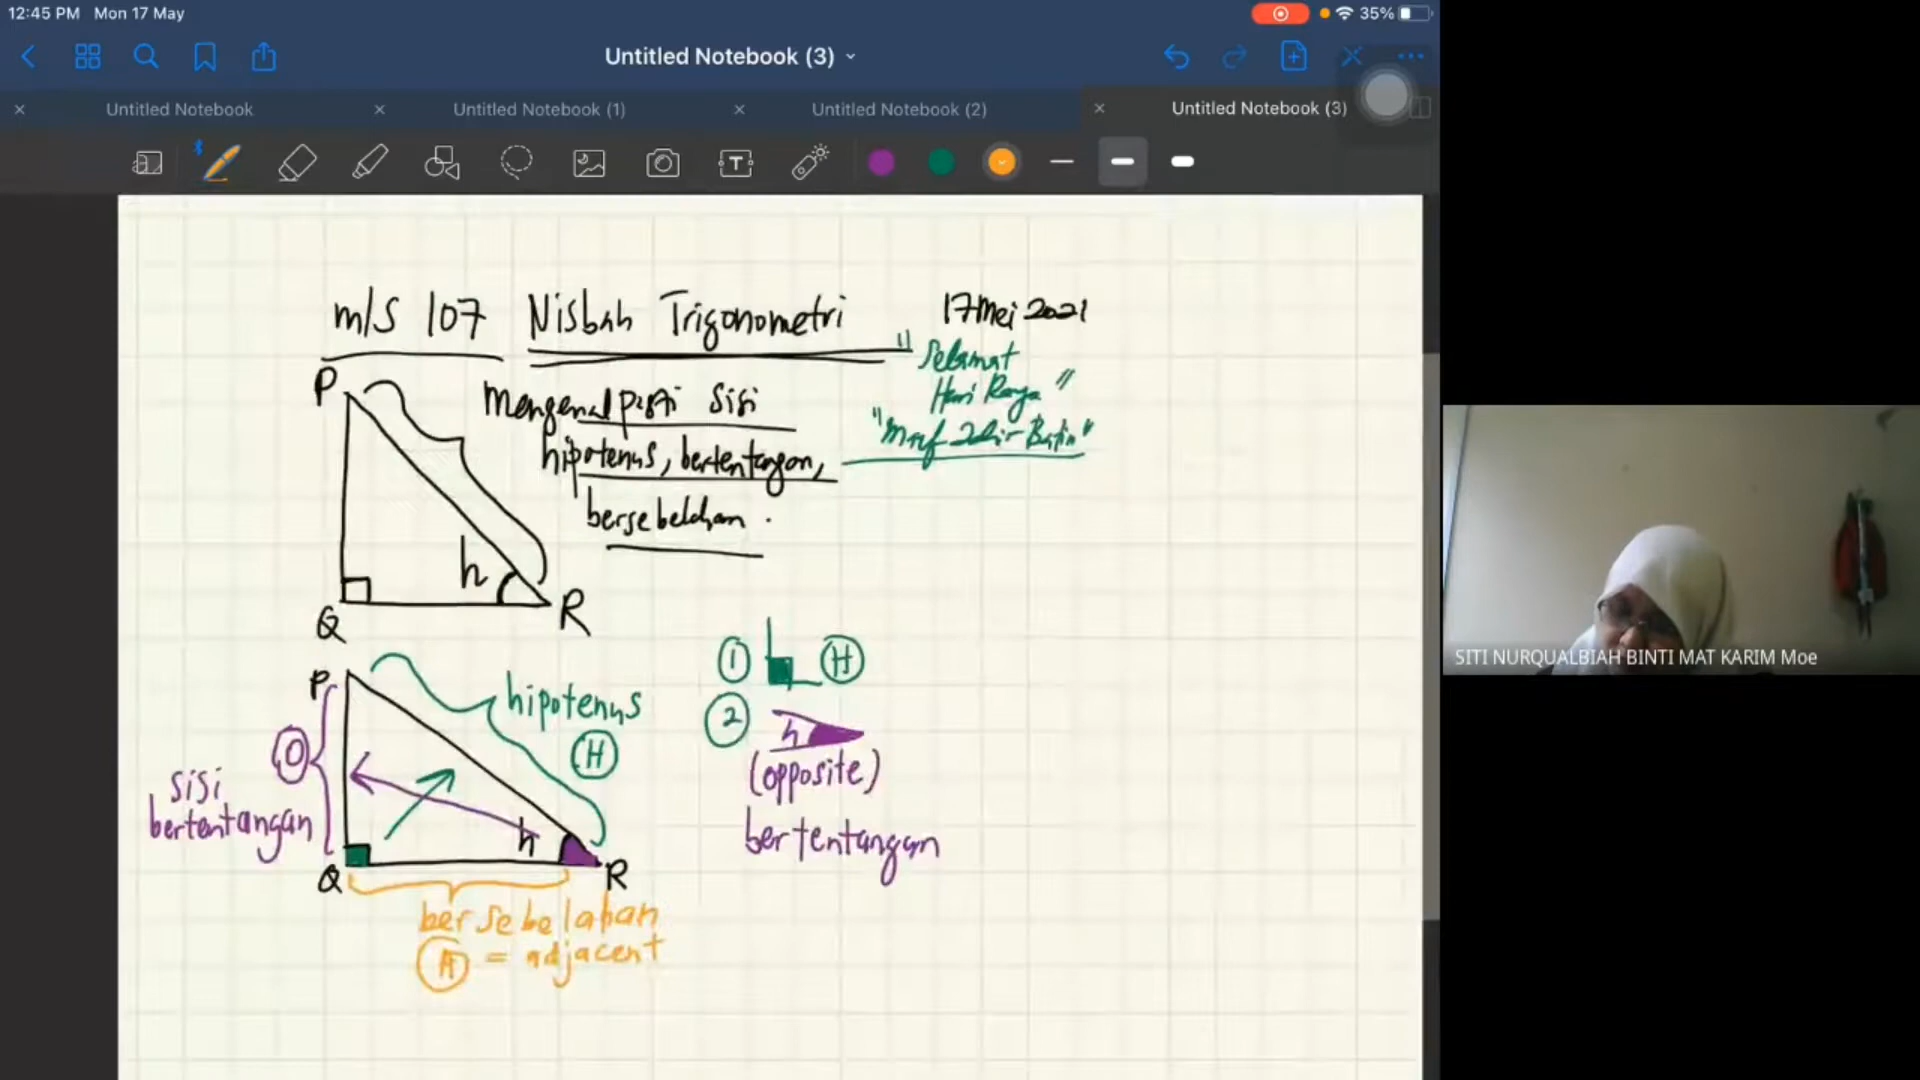 12:45 PM Mon 17 May
35%
Untitled Notebook (3)
Untitled Notebook
Untitled Notebook (1)
Untitled Notebook (2)
Untitled Notebook (3)
T
m/s 107 Nisbah Trigonometri
17 Mei 2021
"Selamat
Hari Raya"
"Maaf Zahir Batin"
Mengenalpasti sisi
hipotenus, bertentangan,
bersebelahan.
P
h
Q
R
P
hipotenus
H
O
sisi
bertentangan
h
Q
R
bersebelahan
A = adjacent
1 H
2 h
(opposite)
bertentangan
SITI NURQUALBIAH BINTI MAT KARIM Moe